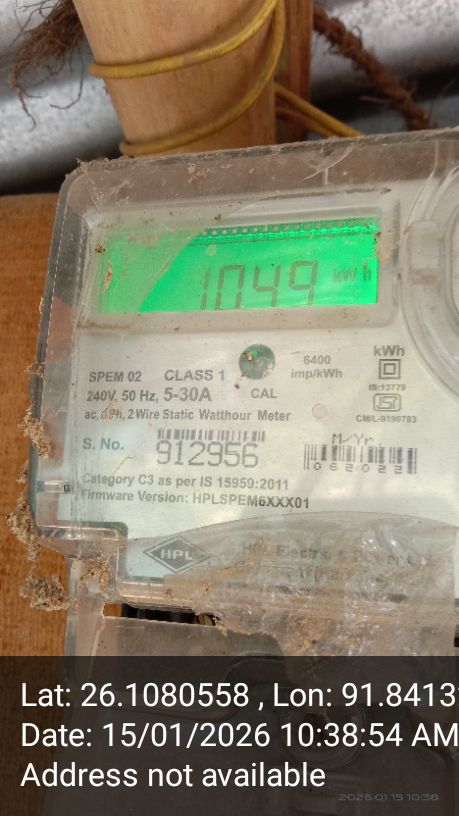 1049 kWh
SPEM 02 CLASS 1 6400 imp/kWh kWh
240V, 50 Hz, 5-30A CAL IS:13779
2 Wire Static Watthour Meter CM/L-9190783
S. No. 912956 M/Yr. 062022
Category C3 as per IS 15959:2011
Firmware Version: HPLSPEM6XXX01
HPL
Lat: 26.1080558 , Lon: 91.8413
Date: 15/01/2026 10:38:54 AM
Address not available
2026.01.15 10:38